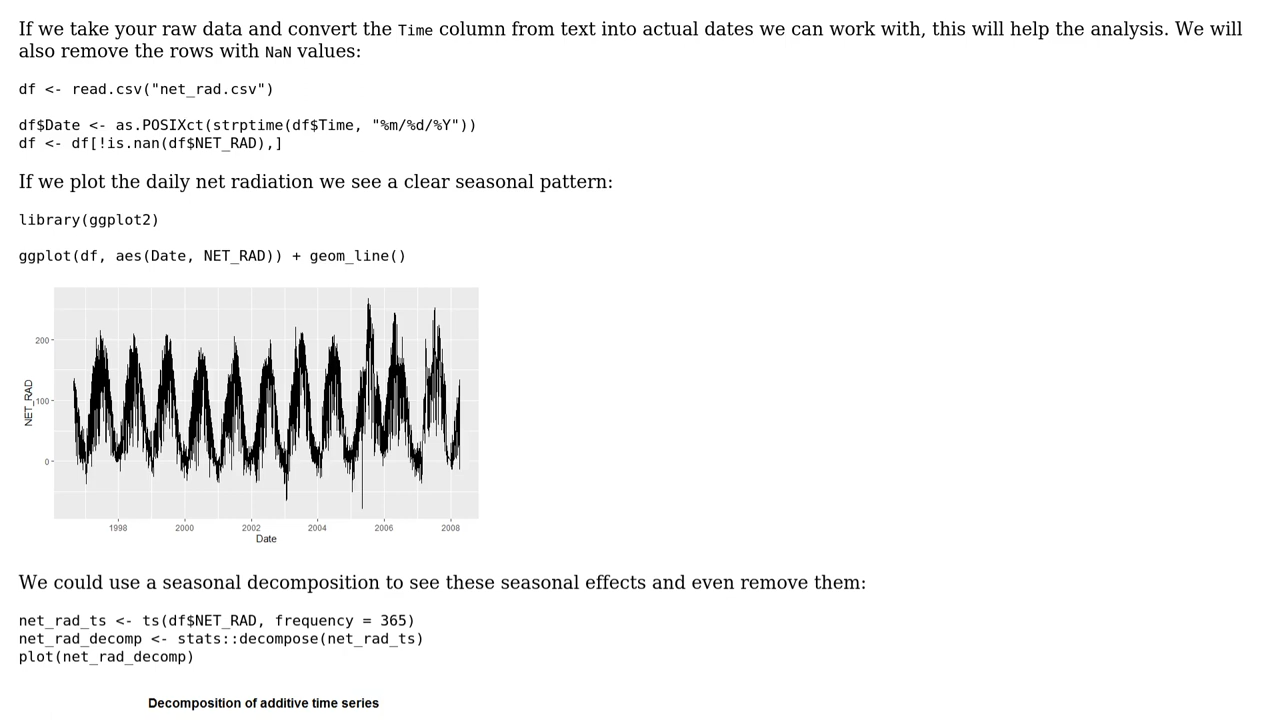 If we take your raw data and convert the Time column from text into actual dates we can work with, this will help the analysis. We will
also remove the rows with NaN values:
df <- read.csv("net_rad.csv")
df$Date <- as.POSIXct(strptime(df$Time, "%m/%d/%Y"))
df <- df[!is.nan(df$NET_RAD),]
If we plot the daily net radiation we see a clear seasonal pattern:
library(ggplot2)
ggplot(df, aes(Date, NET_RAD)) + geom_line()
200
100
0
NET_RAD
1998 2000 2002 2004 2006 2008
Date
We could use a seasonal decomposition to see these seasonal effects and even remove them:
net_rad_ts <- ts(df$NET_RAD, frequency = 365)
net_rad_decomp <- stats::decompose(net_rad_ts)
plot(net_rad_decomp)
Decomposition of additive time series